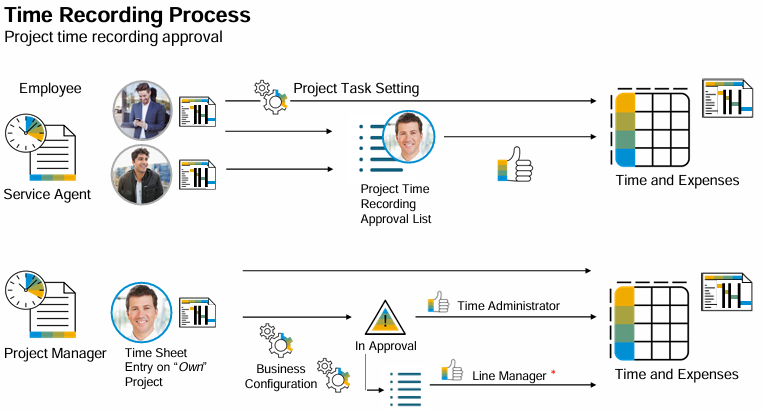 Time Recording Process
Project time recording approval
Employee
Project Task Setting
Service Agent
Project Time
Recording
Approval List
Time and Expenses
Project Manager
Time Sheet
Entry on “Own”
Project
Business
Configuration
In Approval
Time Administrator
Line Manager *
Time and Expenses